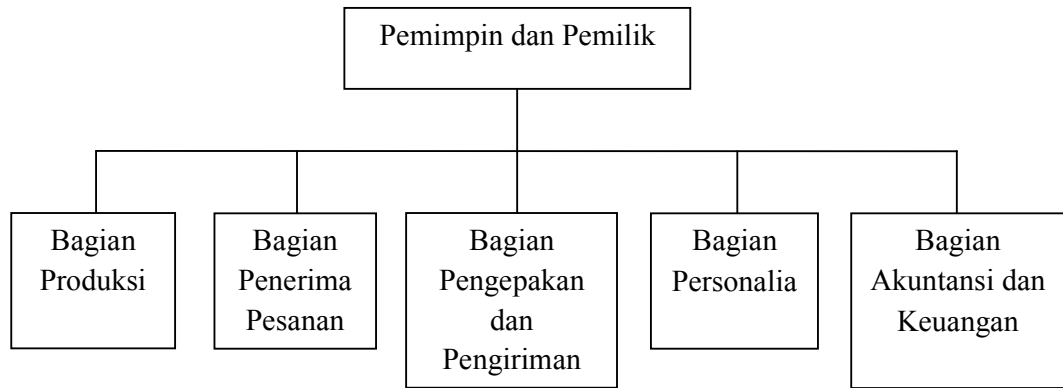 Pemimpin dan Pemilik
Bagian
Produksi
Bagian
Penerima
Pesanan
Bagian
Pengepakan
dan
Pengiriman
Bagian
Personalia
Bagian
Akuntansi dan
Keuangan